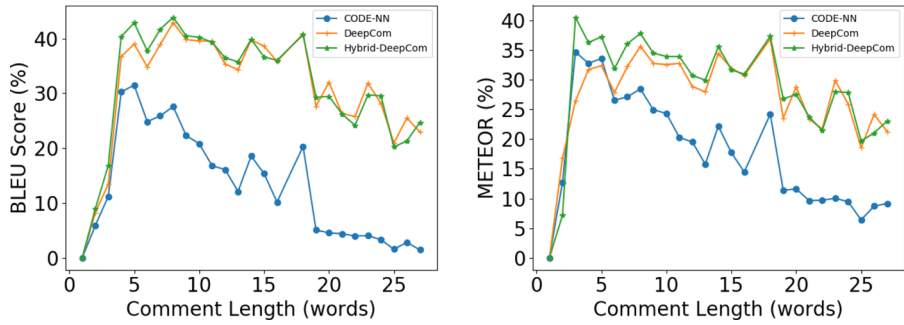 CODE-NN
DeepCom
Hybrid-DeepCom
BLEU Score (%)
40
30
20
10
0
0 5 10 15 20 25
Comment Length (words)
CODE-NN
DeepCom
Hybrid-DeepCom
METEOR (%)
40
35
30
25
20
15
10
5
0
0 5 10 15 20 25
Comment Length (words)